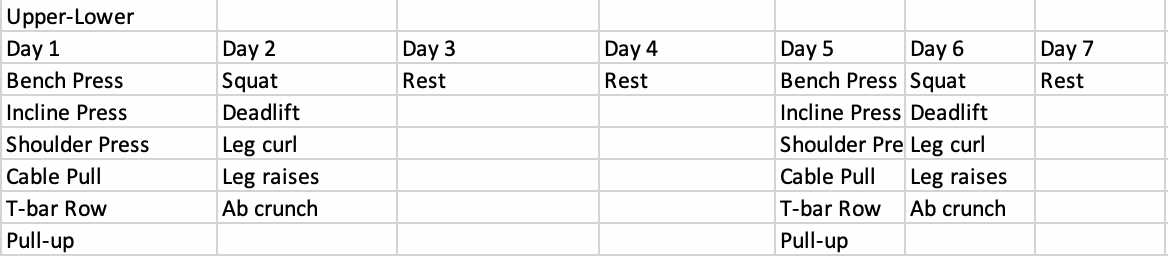 Upper-Lower
Day 1 Day 2 Day 3 Day 4 Day 5 Day 6 Day 7
Bench Press Squat Rest Rest Bench Press Squat Rest
Incline Press Deadlift Incline Press Deadlift
Shoulder Press Leg curl Shoulder Pre Leg curl
Cable Pull Leg raises Cable Pull Leg raises
T-bar Row Ab crunch T-bar Row Ab crunch
Pull-up Pull-up